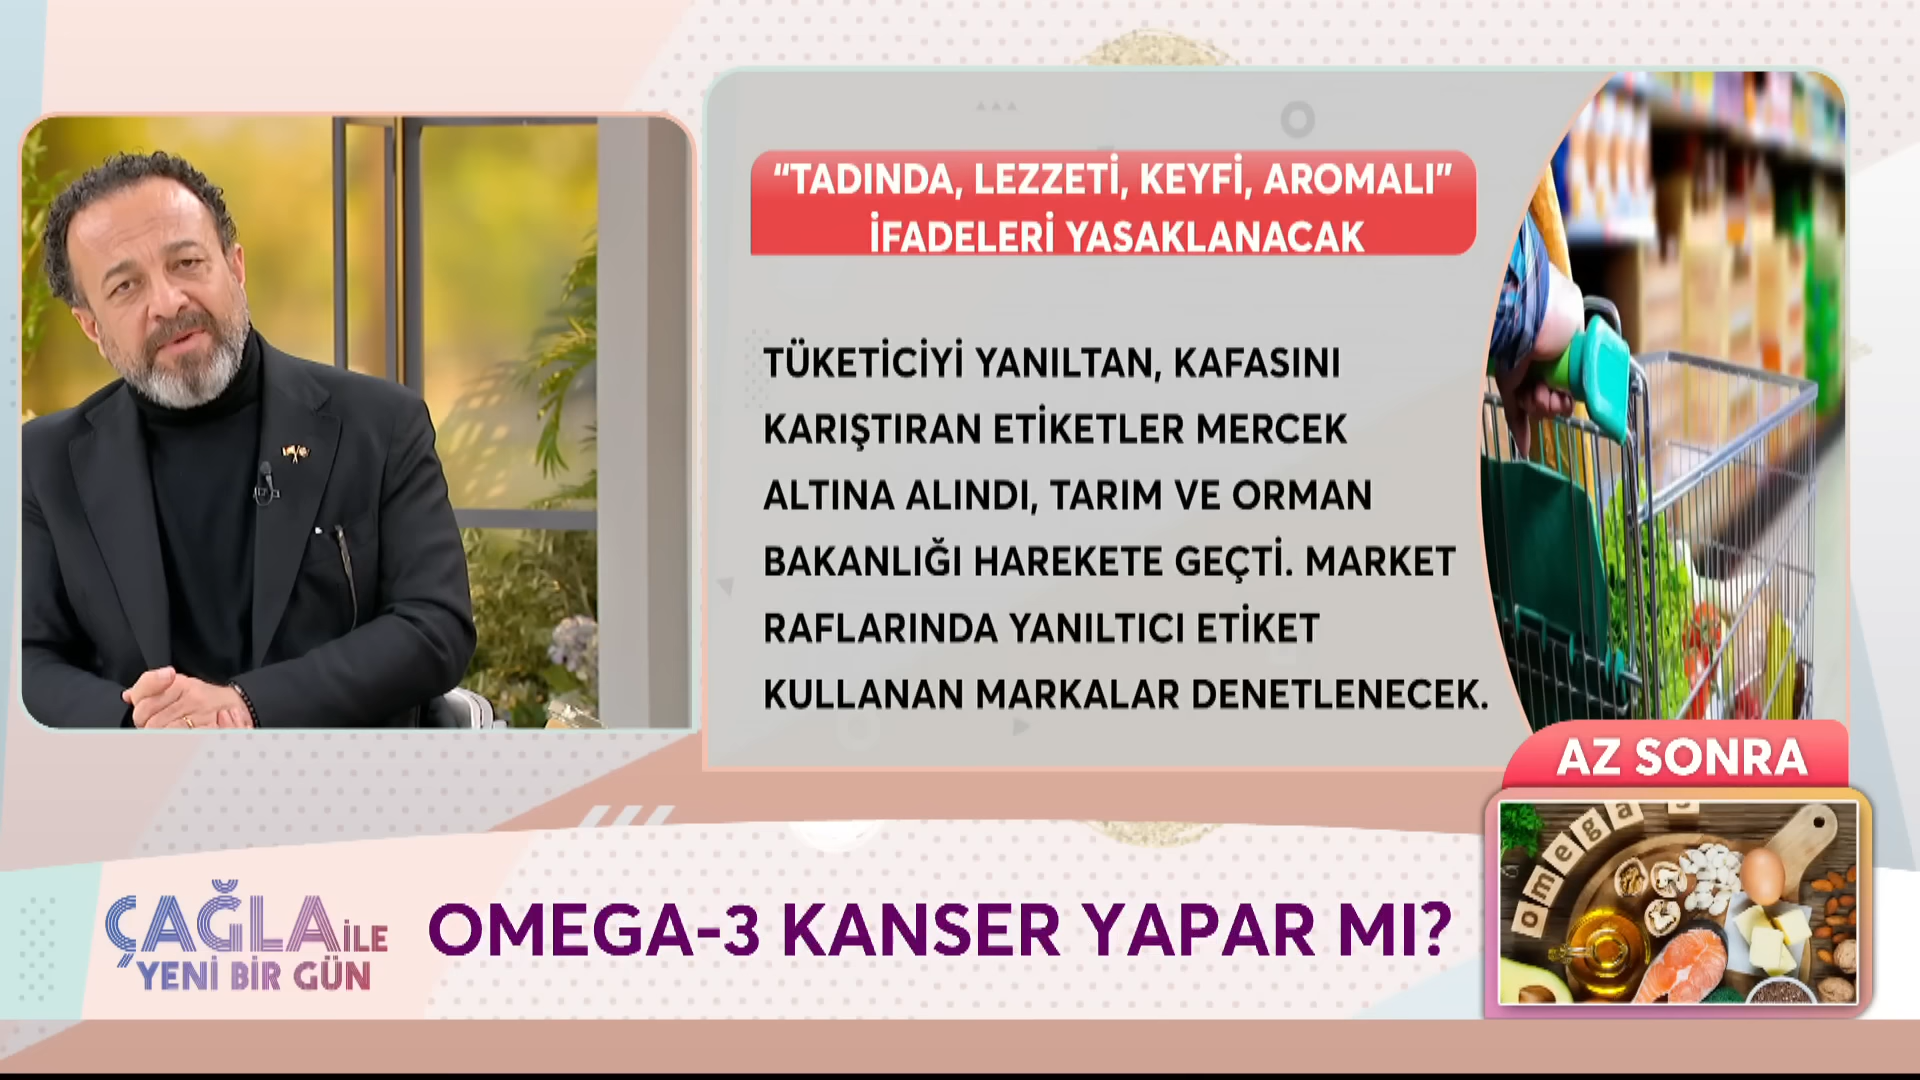 “TADINDA, LEZZETİ, KEYFİ, AROMALI”
İFADELERİ YASAKLANACAK
TÜKETİCİYİ YANILTAN, KAFASINI
KARIŞTIRAN ETİKETLER MERCEK
ALTINA ALINDI, TARIM VE ORMAN
BAKANLIĞI HAREKETE GEÇTİ. MARKET
RAFLARINDA YANILTICI ETİKET
KULLANAN MARKALAR DENETLENECEK.
AZ SONRA
omega 3
ÇAĞLA İLE
YENİ BİR GÜN
OMEGA-3 KANSER YAPAR MI?